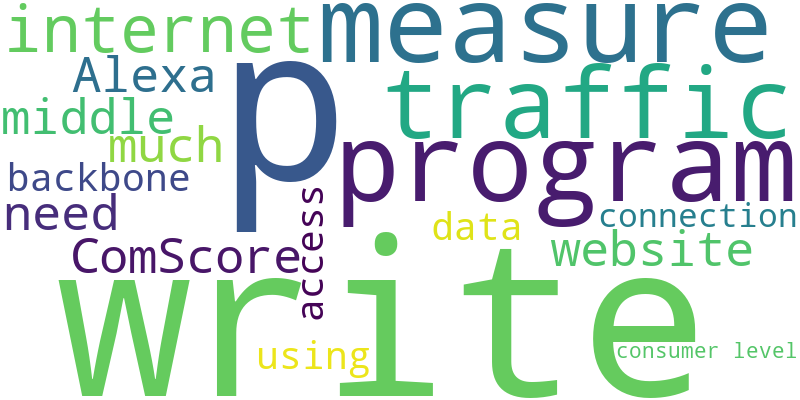 internet
measure
Alexa
p
traffic
middle
much
program
backbone
need
access
data
connection
ComScore
website
write
using
consumer level